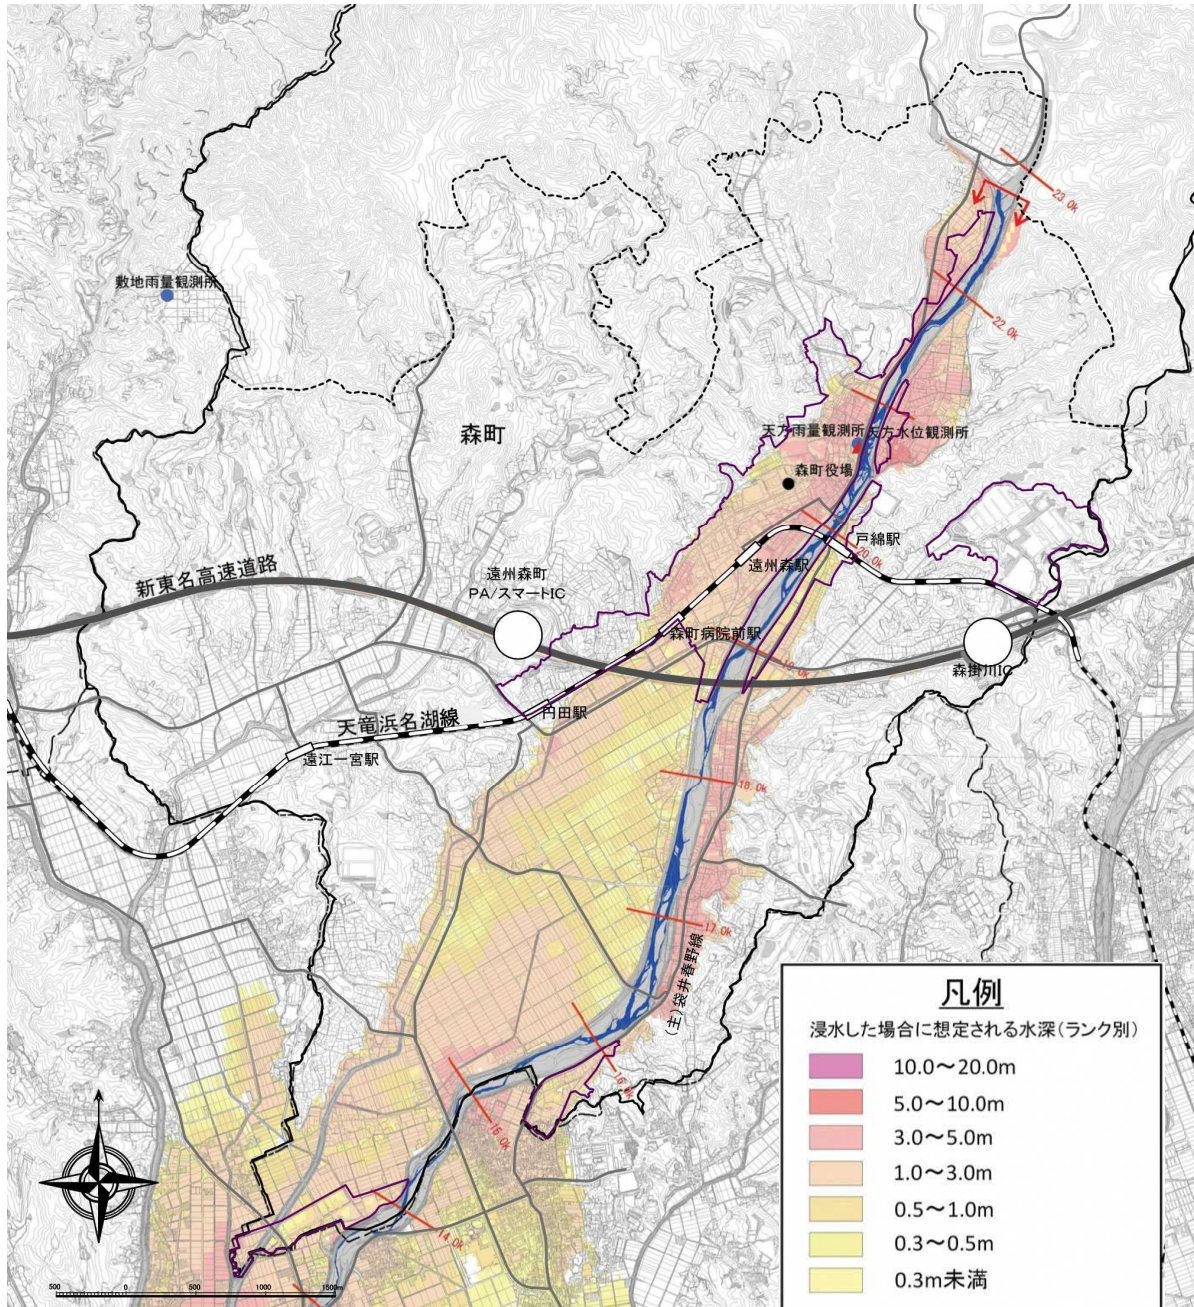 23.0k
敷地雨量観測所
22.0k
森町
天方雨量観測所
天方水位観測所
森町役場
戸綿駅
20.0k
遠州森駅
新東名高速道路
遠州森町
PA/スマートIC
森町病院前駅
19.0k
森掛川IC
円田駅
天竜浜名湖線
遠江一宮駅
18.0k
17.0k
(主)袋井春野線
16.0k
15.0k
14.0k
凡例
浸水した場合に想定される水深(ランク別)
10.0~20.0m
5.0~10.0m
3.0~5.0m
1.0~3.0m
0.5~1.0m
0.3~0.5m
0.3m未満
500 0 500 1000 1500m